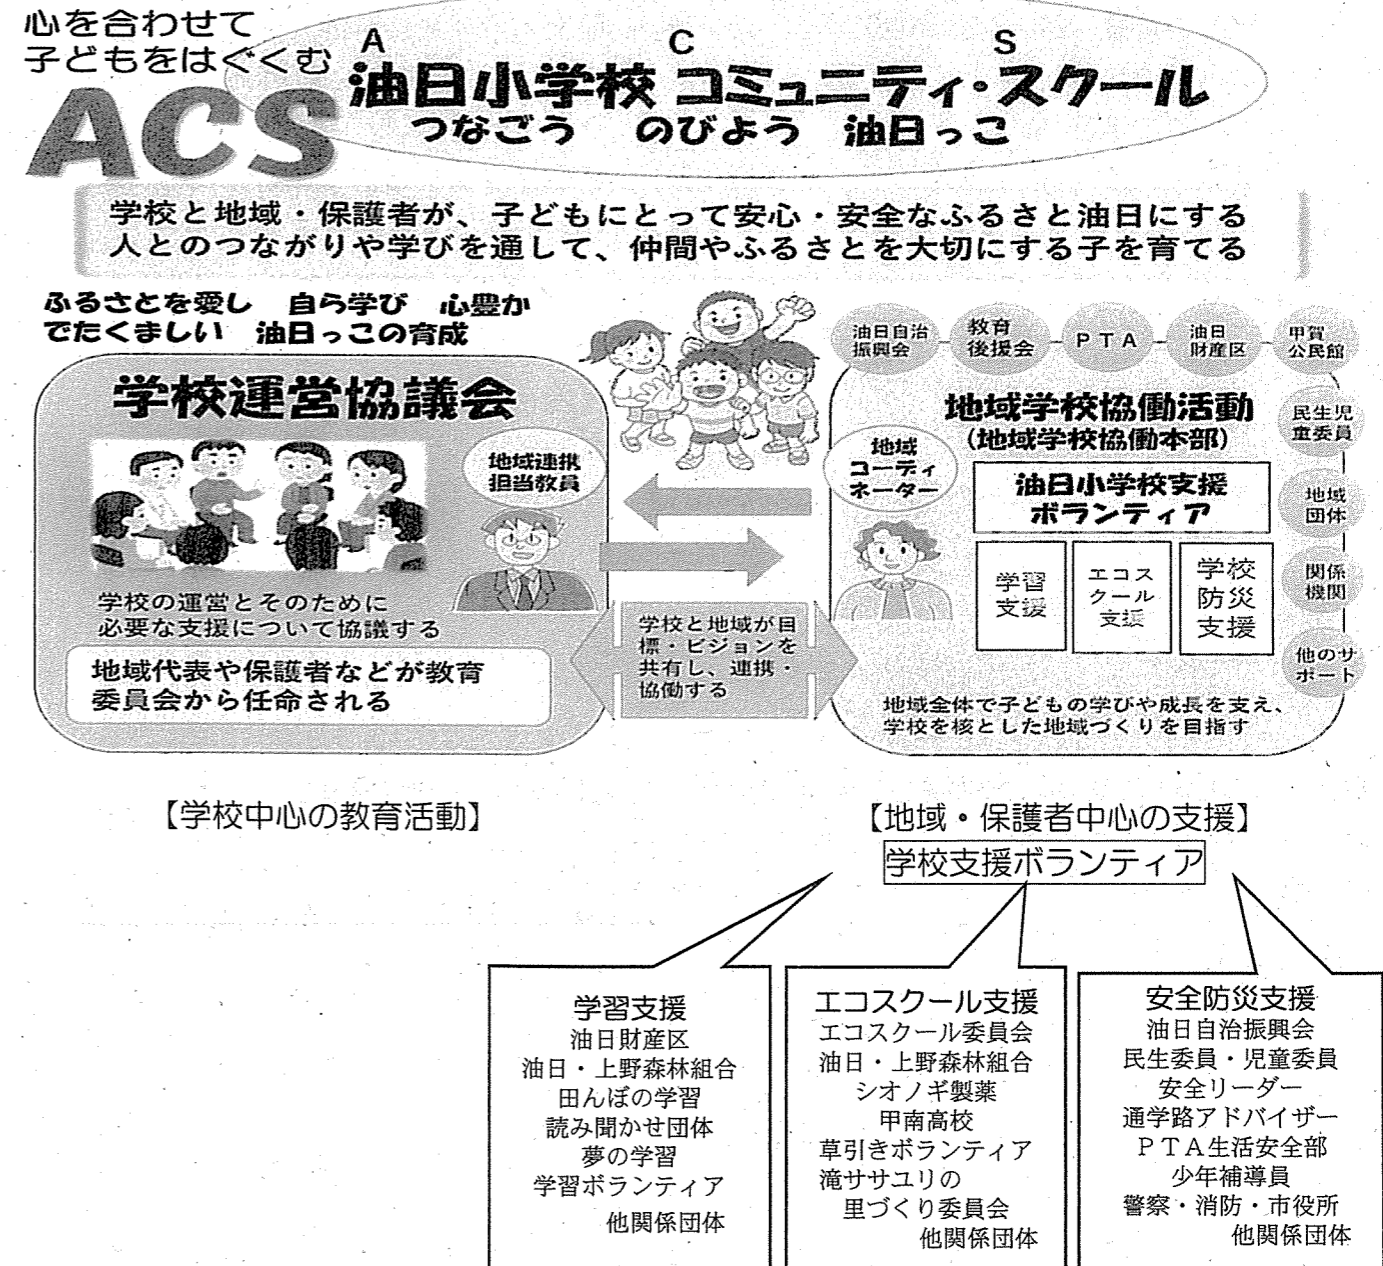 心を合わせて
子どもをはぐくむ
ACS
A C S
油日小学校 コミュニティ・スクール
つなごう のびよう 油日っこ
学校と地域・保護者が、子どもにとって安心・安全なふるさと油日にする
人とのつながりや学びを通して、仲間やふるさとを大切にする子を育てる
ふるさとを愛し 自ら学び 心豊か
でたくましい 油日っこの育成
学校運営協議会
地域連携
担当教員
学校の運営とそのために
必要な支援について協議する
地域代表や保護者などが教育
委員会から任命される
学校と地域が目
標・ビジョンを
共有し、連携・
協働する
油日自治
振興会
教育
後援会
PTA
油日
財産区
甲賀
公民館
民生児
童委員
地域
団体
関係
機関
他のサ
ポート
地域学校協働活動
(地域学校協働本部)
地域
コーディ
ネーター
油日小学校支援
ボランティア
学習
支援
エコス
クール
支援
学校
防災
支援
地域全体で子どもの学びや成長を支え、
学校を核とした地域づくりを目指す
【学校中心の教育活動】
【地域・保護者中心の支援】
学校支援ボランティア
学習支援
油日財産区
油日・上野森林組合
田んぼの学習
読み聞かせ団体
夢の学習
学習ボランティア
他関係団体
エコスクール支援
エコスクール委員会
油日・上野森林組合
シオノギ製薬
甲南高校
草引きボランティア
滝ササユリの
里づくり委員会
他関係団体
安全防災支援
油日自治振興会
民生委員・児童委員
安全リーダー
通学路アドバイザー
PTA生活安全部
少年補導員
警察・消防・市役所
他関係団体